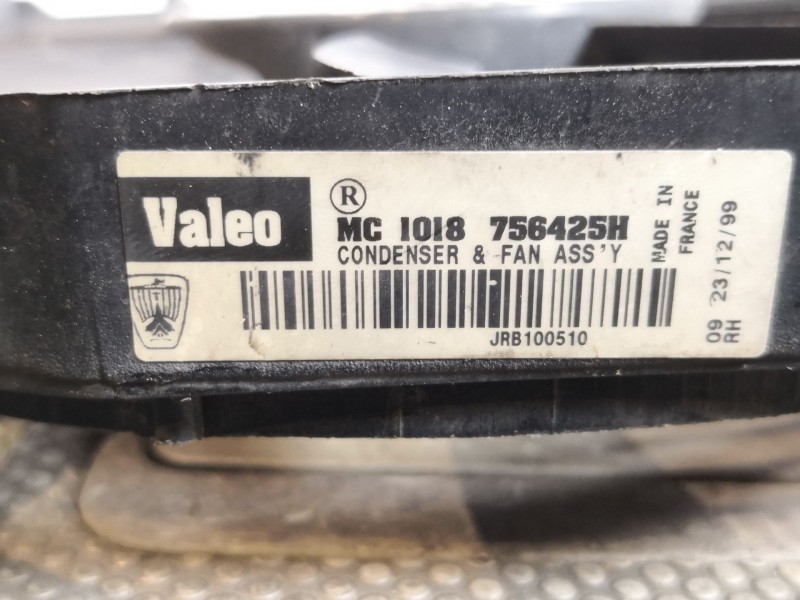 Valeo
®
MC 1018 756425H
CONDENSER & FAN ASS'Y
JRB100510
MADE IN
FRANCE
09 23/12/99
RH